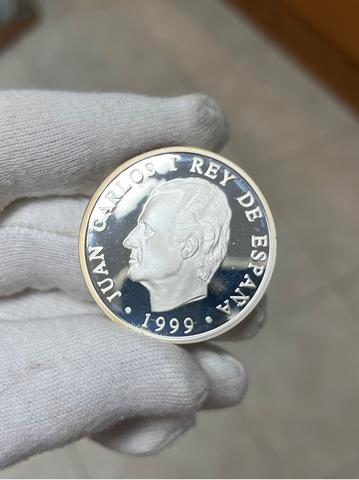 JUAN CARLOS I REY DE ESPAÑA
• 1999 •